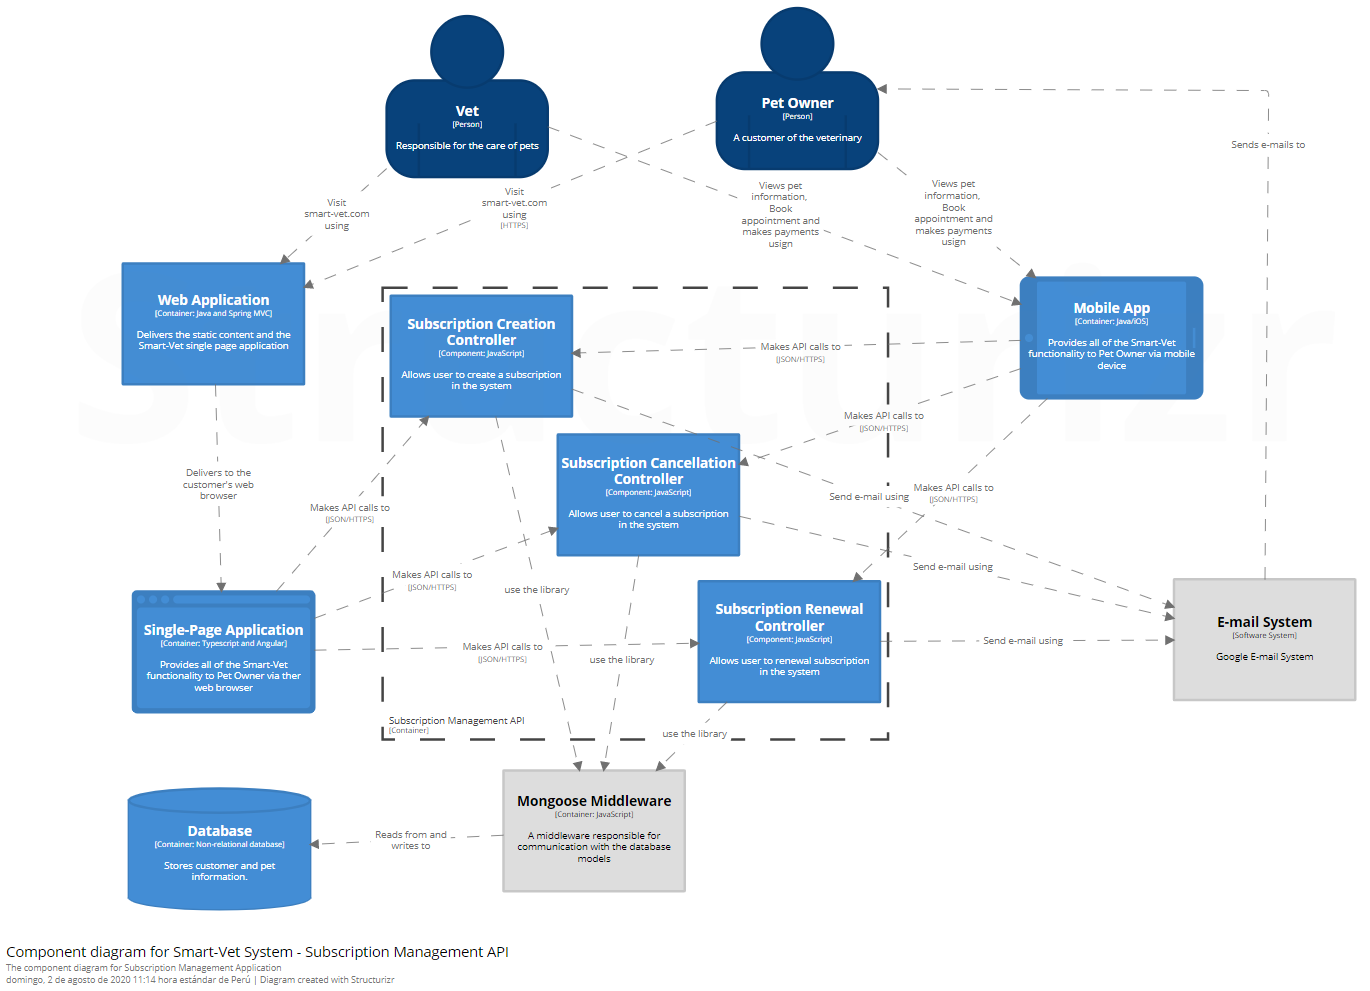 Vet
[Person]
Responsible for the care of pets
Pet Owner
[Person]
A customer of the veterinary
Sends e-mails to
Visit
smart-vet.com
using
Visit
smart-vet.com
using
[HTTPS]
Views pet
information,
Book
appointment and
makes payments
usign
Views pet
information,
Book
appointment and
makes payments
usign
Structurizr
Web Application
[Container: Java and Spring MVC]
Delivers the static content and the
Smart-Vet single page application
Subscription Creation
Controller
[Component: JavaScript]
Allows user to create a subscription
in the system
Makes API calls to
[JSON/HTTPS]
Mobile App
[Container: Java/iOS]
Provides all of the Smart-Vet
functionality to Pet Owner via mobile
device
Makes API calls to
[JSON/HTTPS]
Subscription Cancellation
Controller
[Component: JavaScript]
Allows user to cancel a subscription
in the system
Delivers to the
customer's web
browser
Makes API calls to
[JSON/HTTPS]
Send e-mail using
Makes API calls to
[JSON/HTTPS]
Makes API calls to
[JSON/HTTPS]
use the library
Send e-mail using
Single-Page Application
[Container: Typescript and Angular]
Provides all of the Smart-Vet
functionality to Pet Owner via ther
web browser
Makes API calls to
[JSON/HTTPS]
use the library
Subscription Renewal
Controller
[Component: JavaScript]
Allows user to renewal subscription
in the system
Send e-mail using
E-mail System
[Software System]
Google E-mail System
Subscription Management API
[Container]
use the library
Mongoose Middleware
[Container: JavaScript]
A middleware responsible for
communication with the database
models
Reads from and
writes to
Database
[Container: Non-relational database]
Stores customer and pet
information.
Component diagram for Smart-Vet System - Subscription Management API
The component diagram for Subscription Management Application
domingo, 2 de agosto de 2020 11:14 hora estándar de Perú | Diagram created with Structurizr